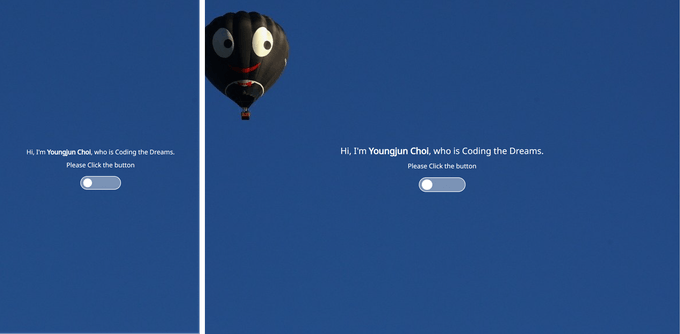 Hi, I'm Youngjun Choi, who is Coding the Dreams.
Please Click the button
Hi, I'm Youngjun Choi, who is Coding the Dreams.
Please Click the button